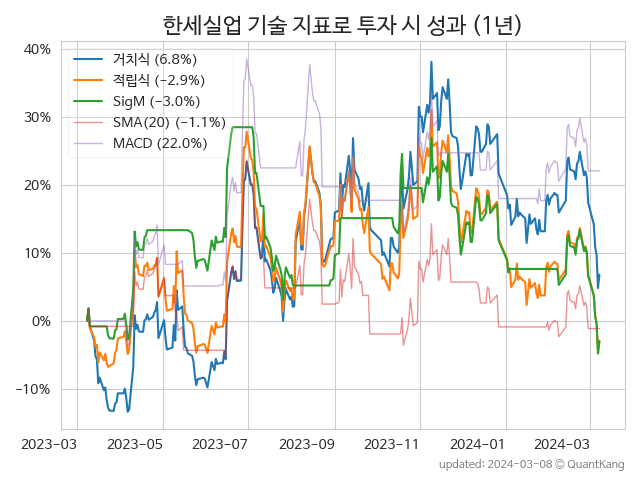 한세실업 기술 지표로 투자 시 성과 (1년)
40%
30%
20%
10%
0%
−10%
거치식 (6.8%)
적립식 (−2.9%)
SigM (−3.0%)
SMA(20) (−1.1%)
MACD (22.0%)
2023-03 2023-05 2023-07 2023-09 2023-11 2024-01 2024-03
updated: 2024-03-08 © QuantKang